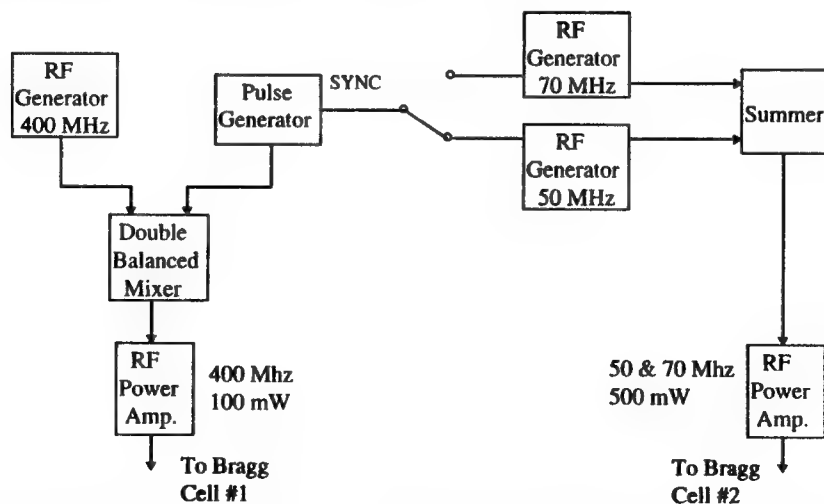 RF
Generator
400 MHz
Pulse
Generator
SYNC
RF
Generator
70 MHz
RF
Generator
50 MHz
Summer
Double
Balanced
Mixer
RF
Power
Amp.
400 Mhz
100 mW
To Bragg
Cell #1
50 & 70 Mhz
500 mW
RF
Power
Amp.
To Bragg
Cell #2